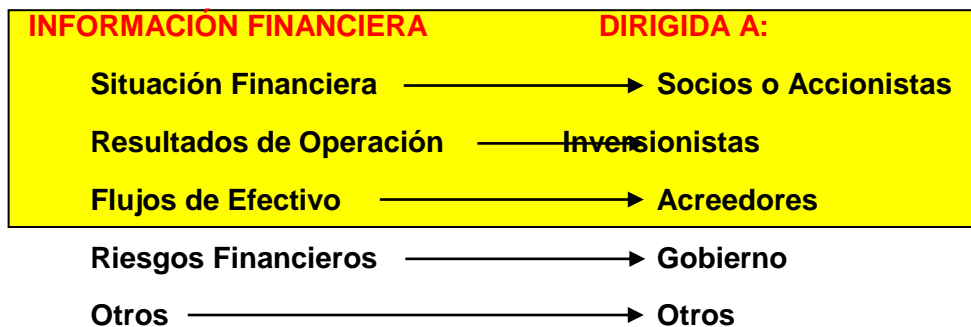 INFORMACIÓN FINANCIERA DIRIGIDA A:
Situación Financiera Socios o Accionistas
Resultados de Operación Inversionistas
Flujos de Efectivo Acreedores
Riesgos Financieros Gobierno
Otros Otros